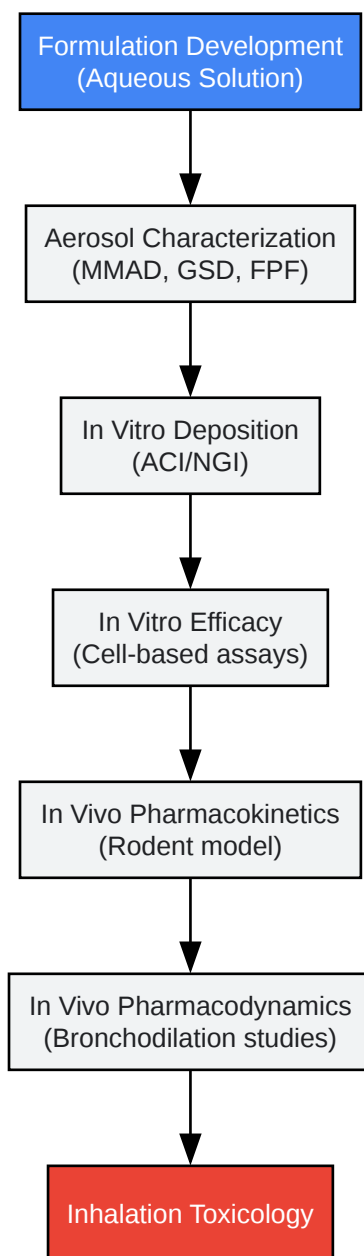 Formulation Development
(Aqueous Solution)
Aerosol Characterization
(MMAD, GSD, FPF)
In Vitro Deposition
(ACI/NGI)
In Vitro Efficacy
(Cell-based assays)
In Vivo Pharmacokinetics
(Rodent model)
In Vivo Pharmacodynamics
(Bronchodilation studies)
Inhalation Toxicology